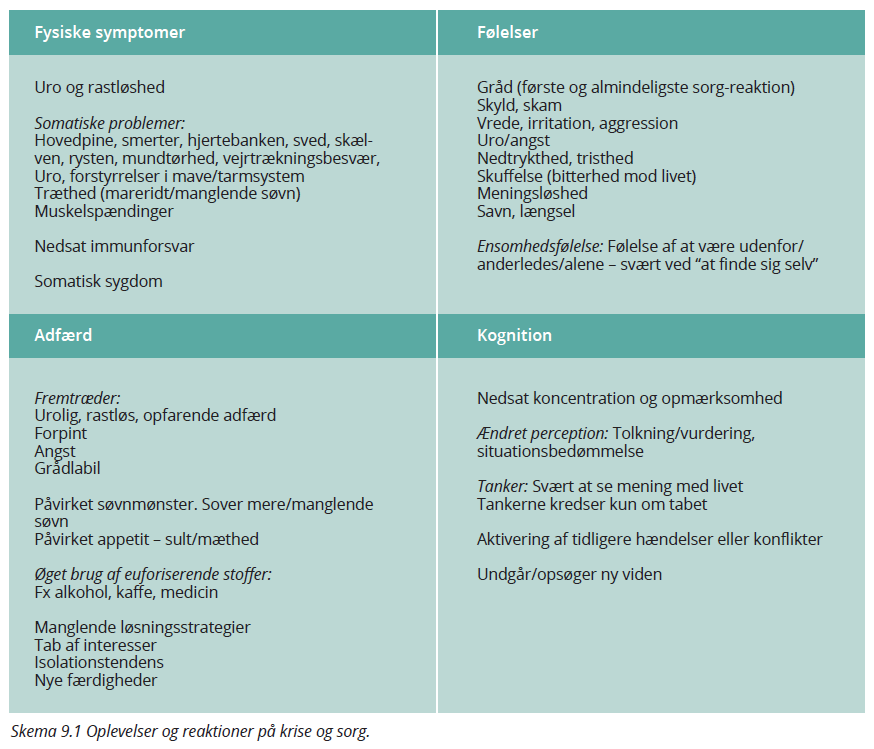 Fysiske symptomer
Uro og rastløshed
Somatiske problemer:
Hovedpine, smerter, hjertebanken, sved, skæl-
ven, rysten, mundtørhed, vejrtrækningsbesvær,
Uro, forstyrrelser i mave/tarmsystem
Træthed (mareridt/manglende søvn)
Muskelspændinger
Nedsat immunforsvar
Somatisk sygdom
Følelser
Gråd (første og almindeligste sorg-reaktion)
Skyld, skam
Vrede, irritation, aggression
Uro/angst
Nedtrykthed, tristhed
Skuffelse (bitterhed mod livet)
Meningsløshed
Savn, længsel
Ensomhedsfølelse: Følelse af at være udenfor/
anderledes/alene – svært ved “at finde sig selv”
Adfærd
Fremtræder:
Urolig, rastløs, opfarende adfærd
Forpint
Angst
Grådlabil
Påvirket søvnmønster. Sover mere/manglende
søvn
Påvirket appetit – sult/mæthed
Øget brug af euforiserende stoffer:
Fx alkohol, kaffe, medicin
Manglende løsningsstrategier
Tab af interesser
Isolationstendens
Nye færdigheder
Kognition
Nedsat koncentration og opmærksomhed
Ændret perception: Tolkning/vurdering,
situationsbedømmelse
Tanker: Svært at se mening med livet
Tankerne kredser kun om tabet
Aktivering af tidligere hændelser eller konflikter
Undgår/opsøger ny viden
Skema 9.1 Oplevelser og reaktioner på krise og sorg.